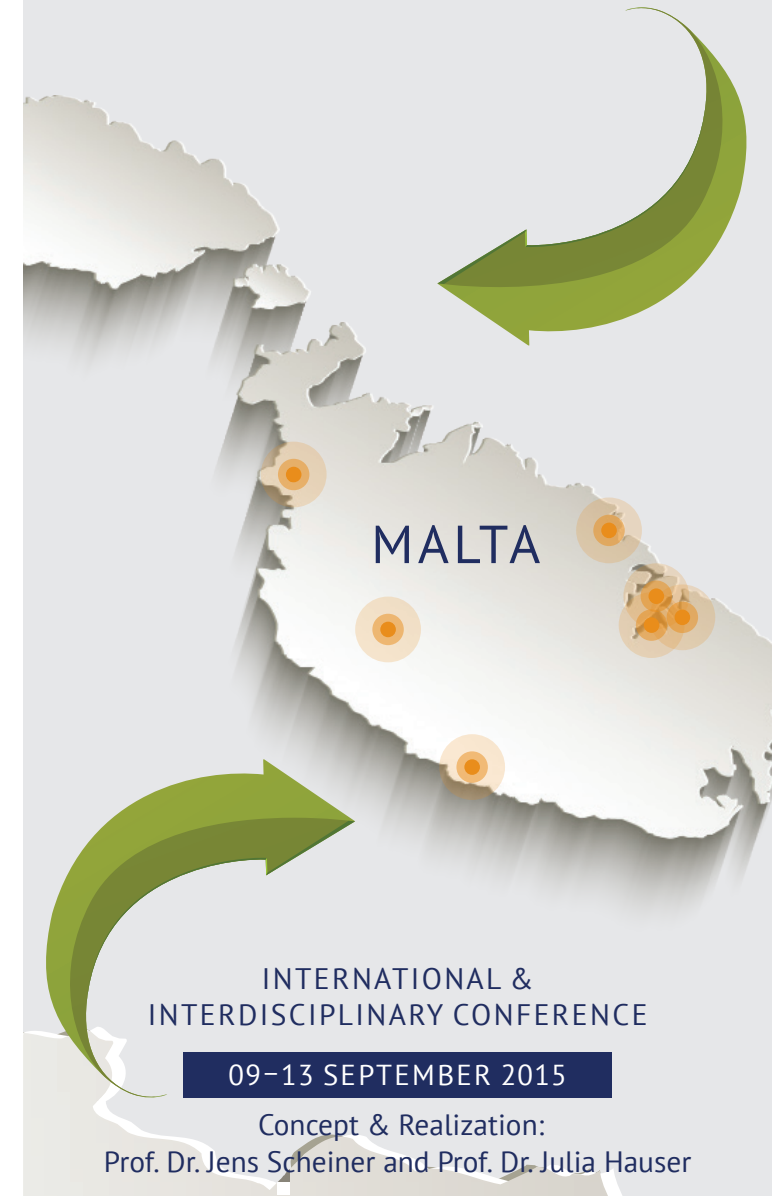 MALTA
INTERNATIONAL &
INTERDISCIPLINARY CONFERENCE
09–13 SEPTEMBER 2015
Concept & Realization:
Prof. Dr. Jens Scheiner and Prof. Dr. Julia Hauser